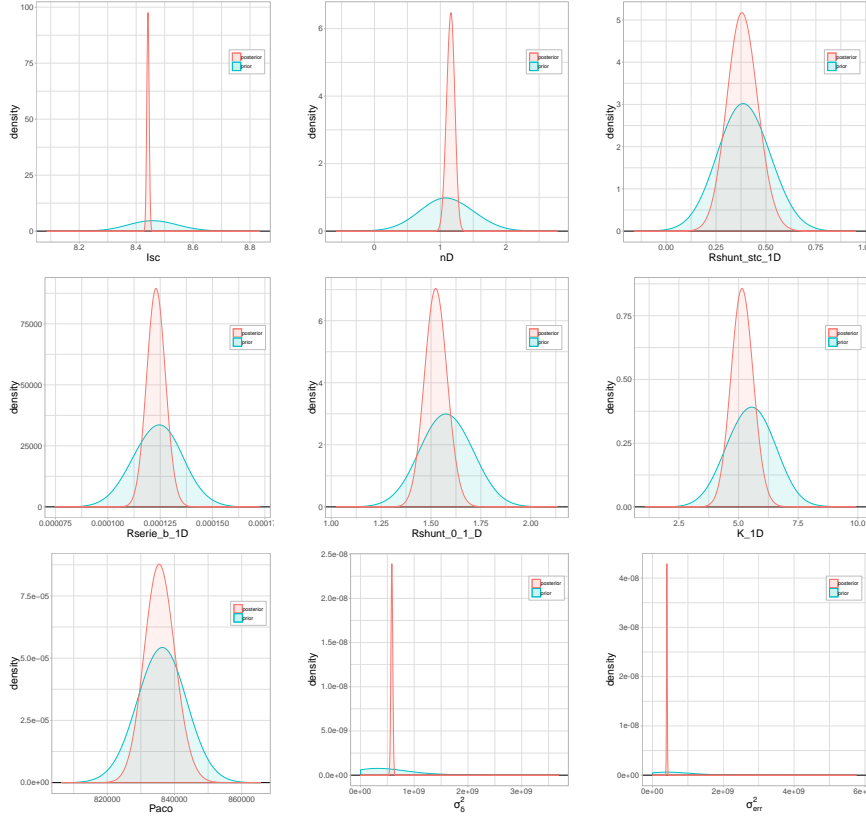 100
75
50
25
0
density
8.2
8.4
8.6
8.8
Isc
posterior
prior
6
4
2
0
density
0
1
2
nD
posterior
prior
5
4
3
2
1
0
density
0.00
0.25
0.50
0.75
1.0
Rshunt_stc_1D
posterior
prior
75000
50000
25000
0
density
0.000075
0.000100
0.000125
0.000150
0.00017
Rserie_b_1D
posterior
prior
6
4
2
0
density
1.00
1.25
1.50
1.75
2.00
Rshunt_0_1_D
posterior
prior
0.75
0.50
0.25
0.00
density
2.5
5.0
7.5
10.0
K_1D
posterior
prior
7.5e-05
5.0e-05
2.5e-05
0.0e+00
density
820000
840000
860000
Paco
posterior
prior
2.5e-08
2.0e-08
1.5e-08
1.0e-08
5.0e-09
0.0e+00
density
0e+00
1e+09
2e+09
3e+09
σ²δ
posterior
prior
4e-08
3e-08
2e-08
1e-08
0e+00
density
0e+00
2e+09
4e+09
6e+
σ²err
posterior
prior